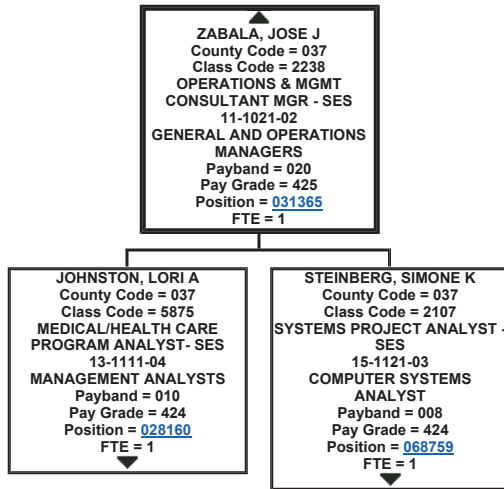 ZABALA, JOSE J
County Code = 037
Class Code = 2238
OPERATIONS & MGMT
CONSULTANT MGR - SES
11-1021-02
GENERAL AND OPERATIONS
MANAGERS
Payband = 020
Pay Grade = 425
Position = 031365
FTE = 1
JOHNSTON, LORI A
County Code = 037
Class Code = 5875
MEDICAL/HEALTH CARE
PROGRAM ANALYST- SES
13-1111-04
MANAGEMENT ANALYSTS
Payband = 010
Pay Grade = 424
Position = 028160
FTE = 1
STEINBERG, SIMONE K
County Code = 037
Class Code = 2107
SYSTEMS PROJECT ANALYST -
SES
15-1121-03
COMPUTER SYSTEMS
ANALYST
Payband = 008
Pay Grade = 424
Position = 068759
FTE = 1